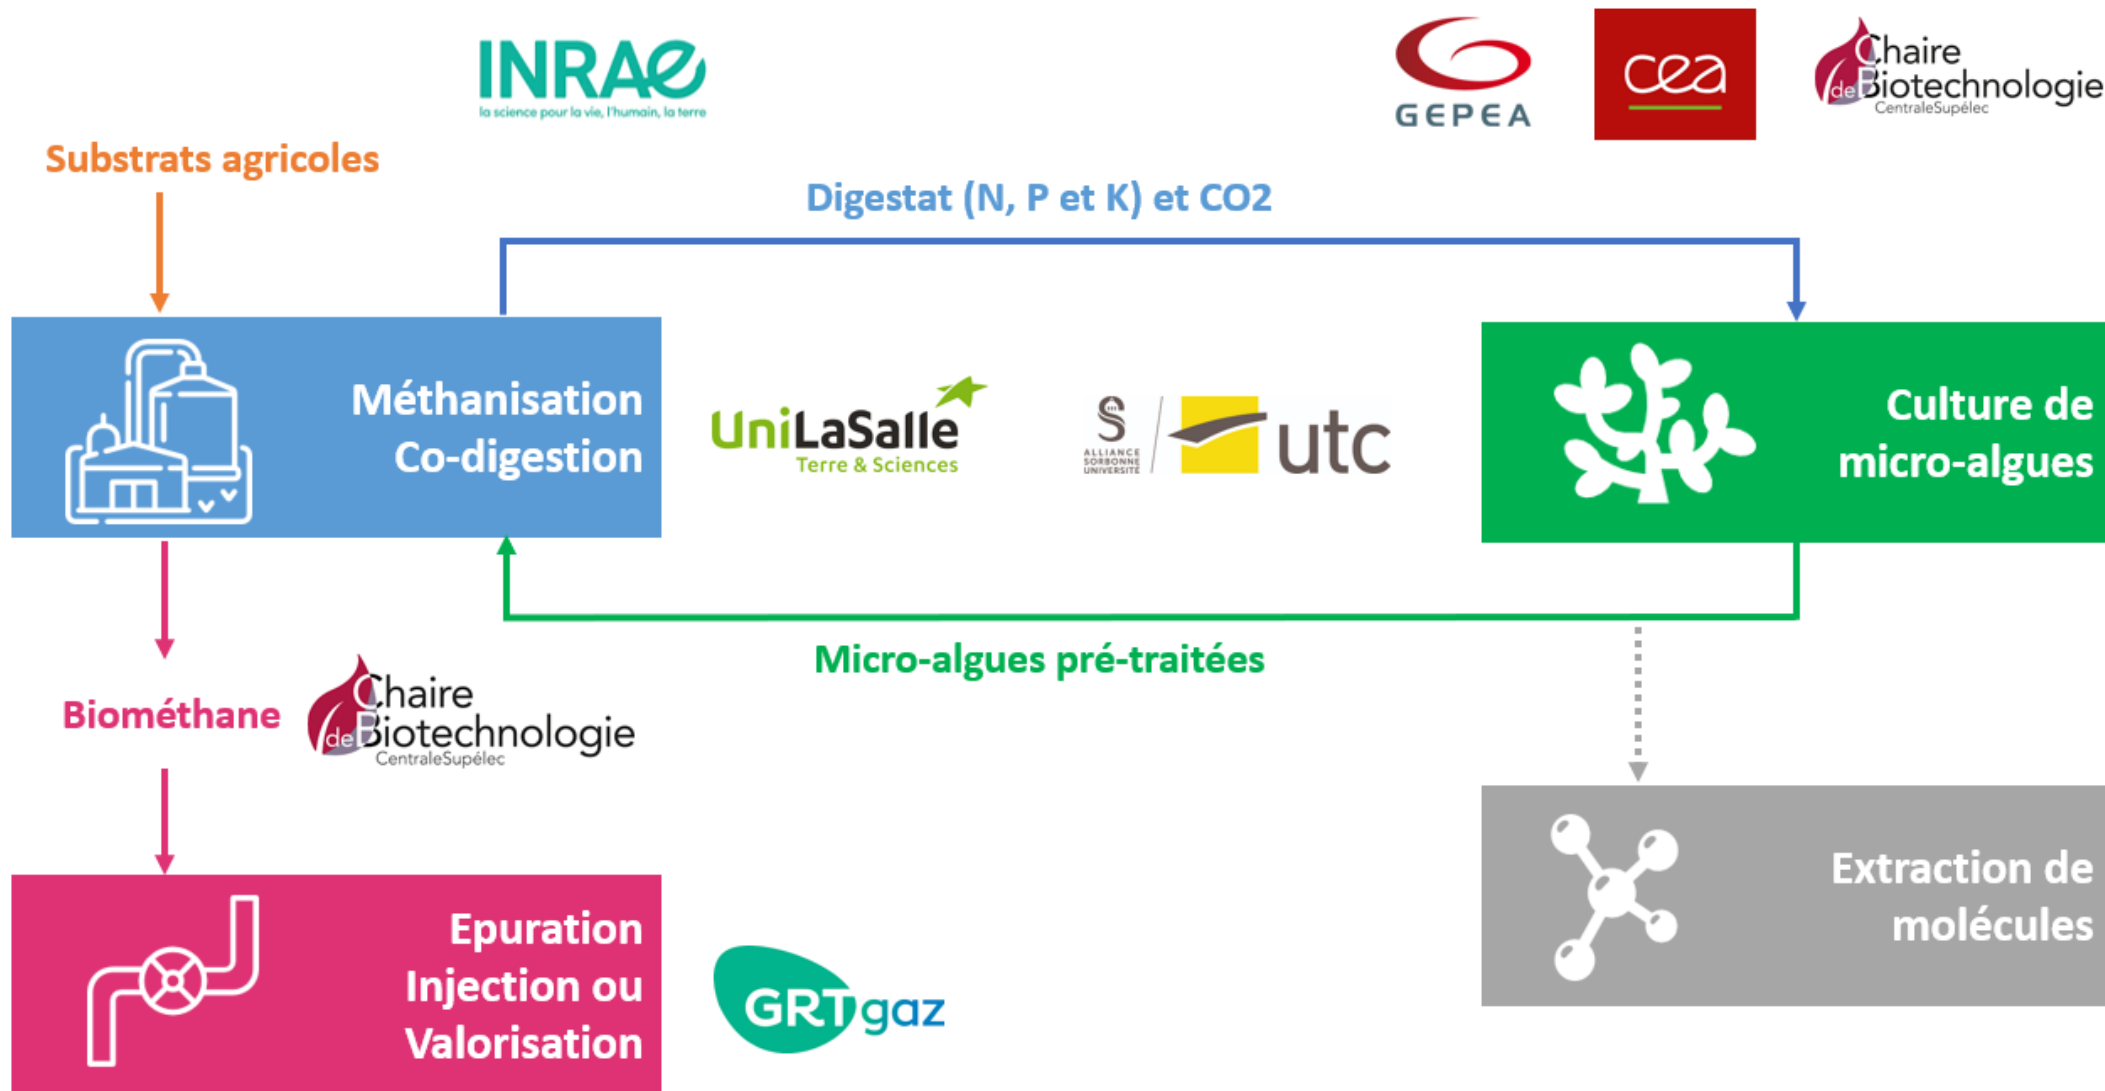 INRAE
la science pour la vie, l'humain, la terre
GEPEA
cea
Chaire
de Biotechnologie
CentraleSupélec
Substrats agricoles
Digestat (N, P et K) et CO2
Méthanisation
Co-digestion
UniLaSalle
Terre & Sciences
S
ALLIANCE
SORBONNE
UNIVERSITÉ
utc
Culture de
micro-algues
Micro-algues pré-traitées
Biométhane
Chaire
de Biotechnologie
CentraleSupélec
Epuration
Injection ou
Valorisation
GRTgaz
Extraction de
molécules